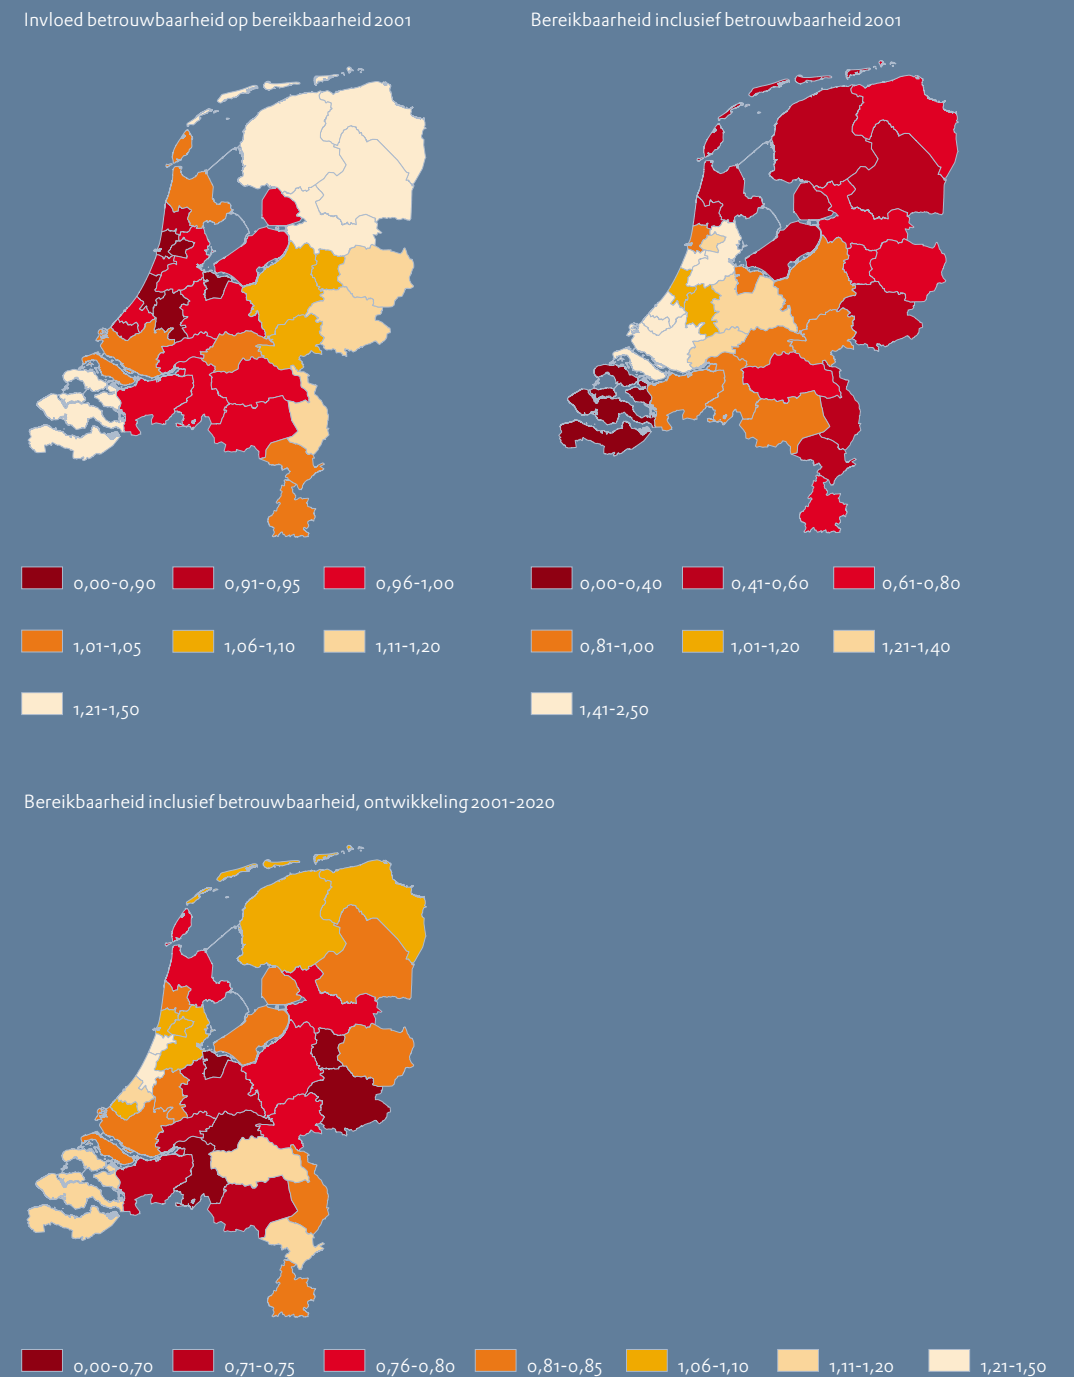 Invloed betrouwbaarheid op bereikbaarheid 2001
Bereikbaarheid inclusief betrouwbaarheid 2001
0,00-0,90 0,91-0,95 0,96-1,00
1,01-1,05 1,06-1,10 1,11-1,20
1,21-1,50
0,00-0,40 0,41-0,60 0,61-0,80
0,81-1,00 1,01-1,20 1,21-1,40
1,41-2,50
Bereikbaarheid inclusief betrouwbaarheid, ontwikkeling 2001-2020
0,00-0,70 0,71-0,75 0,76-0,80 0,81-0,85 1,06-1,10 1,11-1,20 1,21-1,50